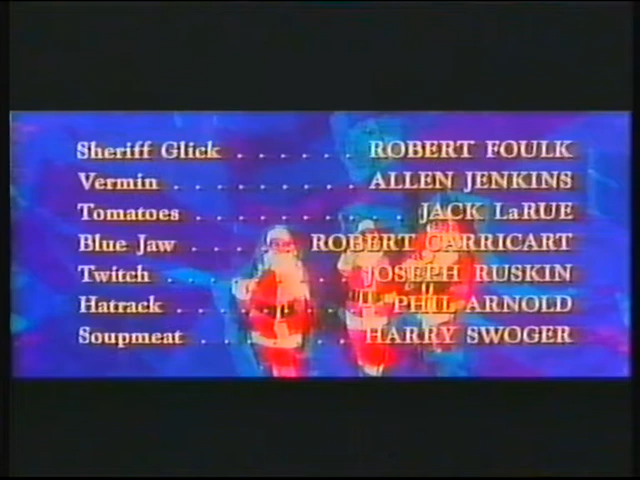 Sheriff Glick . . . . . . ROBERT FOULK
Vermin . . . . . . . . . ALLEN JENKINS
Tomatoes . . . . . . . . . . JACK LaRUE
Blue Jaw . . . . ROBERT CARRICART
Twitch . . . . . . . . . JOSEPH RUSKIN
Hatrack . . . . . . . . . . PHIL ARNOLD
Soupmeat . . . . . . . HARRY SWOGER